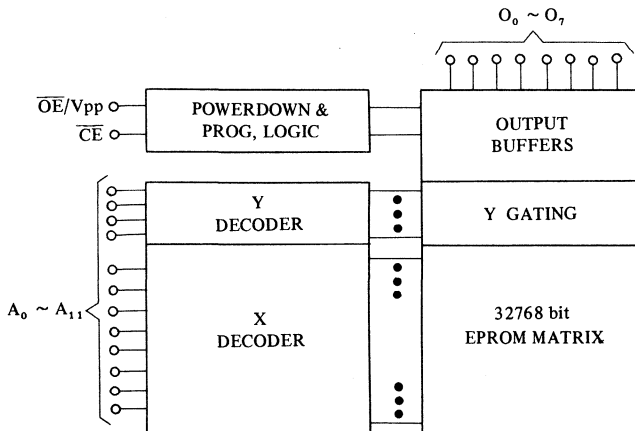 O₀ ~ O₇
OE/Vpp
CE
POWERDOWN &
PROG, LOGIC
OUTPUT
BUFFERS
Y
DECODER
Y GATING
A₀ ~ A₁₁
X
DECODER
32768 bit
EPROM MATRIX